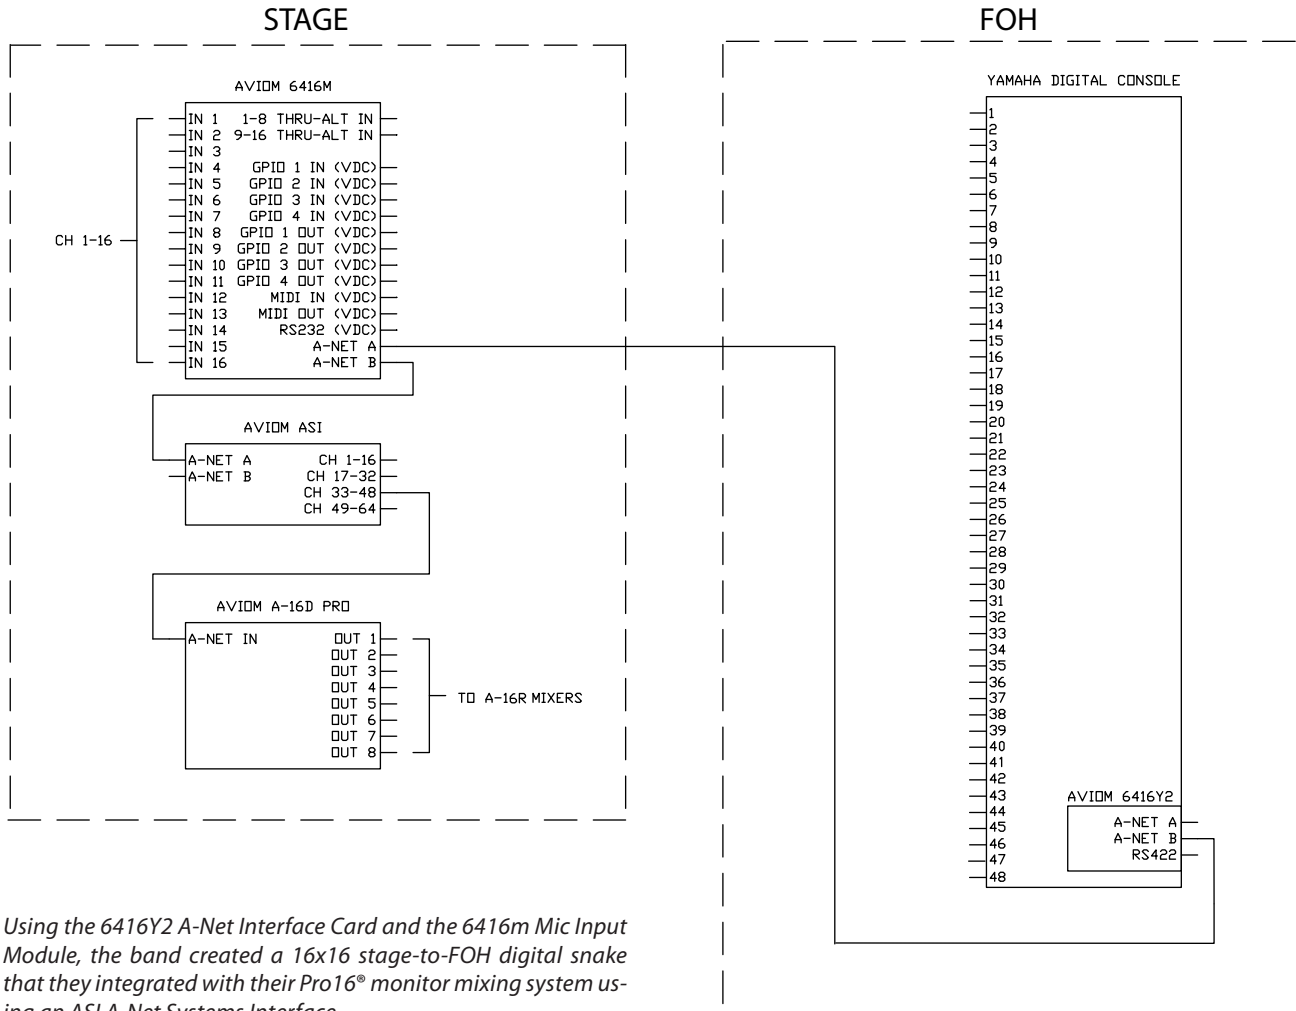 STAGE
FOH
AVIOM 6416M
IN 1 1-8 THRU-ALT IN
IN 2 9-16 THRU-ALT IN
IN 3
IN 4 GPIO 1 IN (VDC)
IN 5 GPIO 2 IN (VDC)
IN 6 GPIO 3 IN (VDC)
IN 7 GPIO 4 IN (VDC)
IN 8 GPIO 1 OUT (VDC)
IN 9 GPIO 2 OUT (VDC)
IN 10 GPIO 3 OUT (VDC)
IN 11 GPIO 4 OUT (VDC)
IN 12 MIDI IN (VDC)
IN 13 MIDI OUT (VDC)
IN 14 RS232 (VDC)
IN 15 A-NET A
IN 16 A-NET B
CH 1-16
AVIOM ASI
A-NET A CH 1-16
A-NET B CH 17-32
CH 33-48
CH 49-64
AVIOM A-16D PRO
A-NET IN OUT 1
OUT 2
OUT 3
OUT 4
OUT 5
OUT 6
OUT 7
OUT 8
TO A-16R MIXERS
YAMAHA DIGITAL CONSOLE
1
2
3
4
5
6
7
8
9
10
11
12
13
14
15
16
17
18
19
20
21
22
23
24
25
26
27
28
29
30
31
32
33
34
35
36
37
38
39
40
41
42
43
44
45
46
47
48
AVIOM 6416Y2
A-NET A
A-NET B
RS422
Using the 6416Y2 A-Net Interface Card and the 6416m Mic Input
Module, the band created a 16x16 stage-to-FOH digital snake
that they integrated with their Pro16® monitor mixing system us-
ing an ASI A-Net Systems Interface